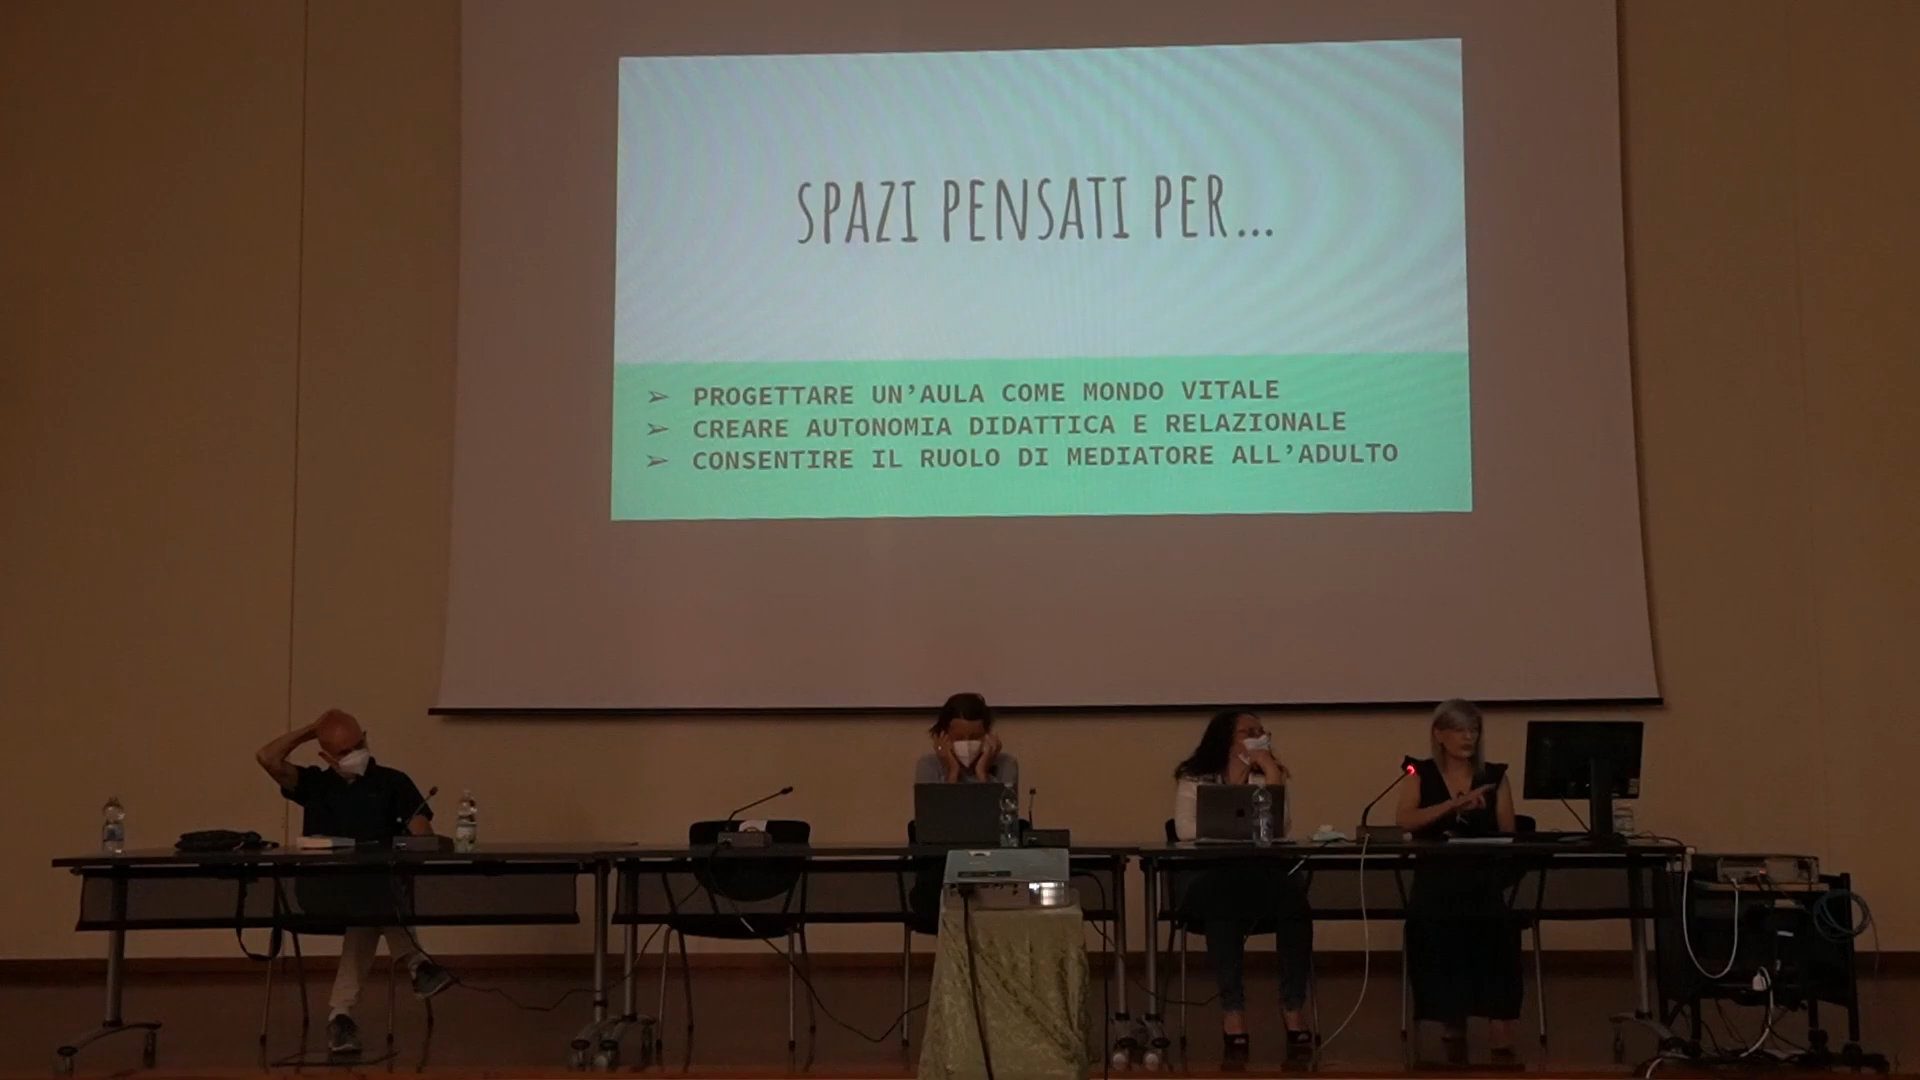 SPAZI PENSATI PER...
➢ PROGETTARE UN’AULA COME MONDO VITALE
➢ CREARE AUTONOMIA DIDATTICA E RELAZIONALE
➢ CONSENTIRE IL RUOLO DI MEDIATORE ALL’ADULTO